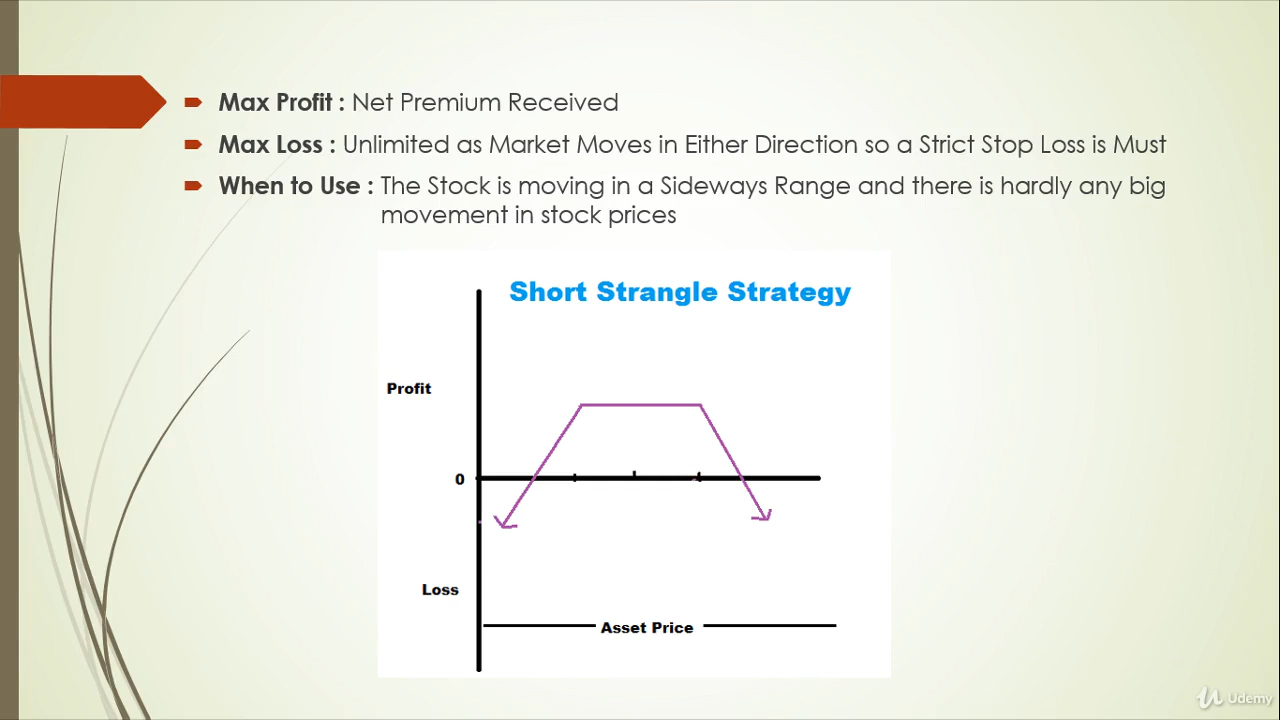 Max Profit : Net Premium Received
Max Loss : Unlimited as Market Moves in Either Direction so a Strict Stop Loss is Must
When to Use : The Stock is moving in a Sideways Range and there is hardly any big
movement in stock prices
Short Strangle Strategy
Profit
0
Loss
Asset Price
Udemy